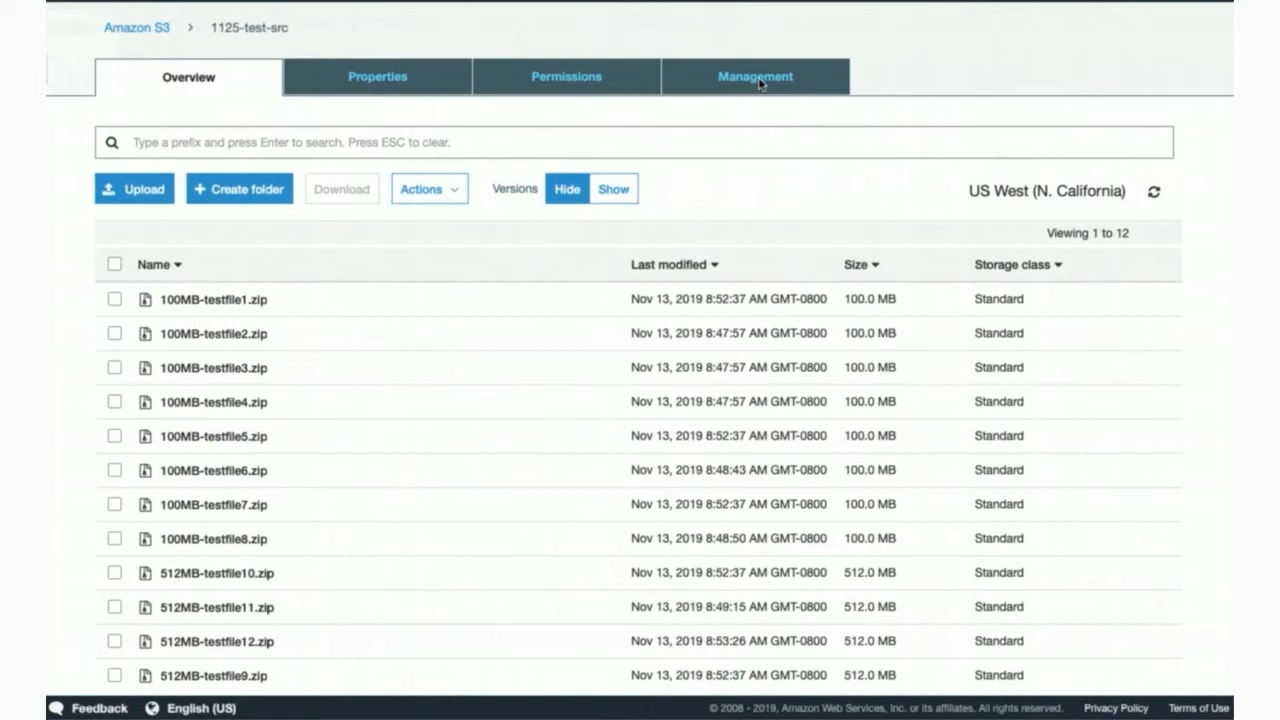 Amazon S3 > 1125-test-src
Overview Properties Permissions Management
Type a prefix and press Enter to search. Press ESC to clear.
Upload + Create folder Download Actions Versions Hide Show US West (N. California)
Viewing 1 to 12
Name Last modified Size Storage class
100MB-testfile1.zip Nov 13, 2019 8:52:37 AM GMT-0800 100.0 MB Standard
100MB-testfile2.zip Nov 13, 2019 8:47:57 AM GMT-0800 100.0 MB Standard
100MB-testfile3.zip Nov 13, 2019 8:47:57 AM GMT-0800 100.0 MB Standard
100MB-testfile4.zip Nov 13, 2019 8:47:57 AM GMT-0800 100.0 MB Standard
100MB-testfile5.zip Nov 13, 2019 8:52:37 AM GMT-0800 100.0 MB Standard
100MB-testfile6.zip Nov 13, 2019 8:48:43 AM GMT-0800 100.0 MB Standard
100MB-testfile7.zip Nov 13, 2019 8:52:37 AM GMT-0800 100.0 MB Standard
100MB-testfile8.zip Nov 13, 2019 8:48:50 AM GMT-0800 100.0 MB Standard
512MB-testfile10.zip Nov 13, 2019 8:52:37 AM GMT-0800 512.0 MB Standard
512MB-testfile11.zip Nov 13, 2019 8:49:15 AM GMT-0800 512.0 MB Standard
512MB-testfile12.zip Nov 13, 2019 8:53:26 AM GMT-0800 512.0 MB Standard
512MB-testfile9.zip Nov 13, 2019 8:52:37 AM GMT-0800 512.0 MB Standard
Feedback English (US) © 2008 - 2019, Amazon Web Services, Inc. or its affiliates. All rights reserved. Privacy Policy Terms of Use